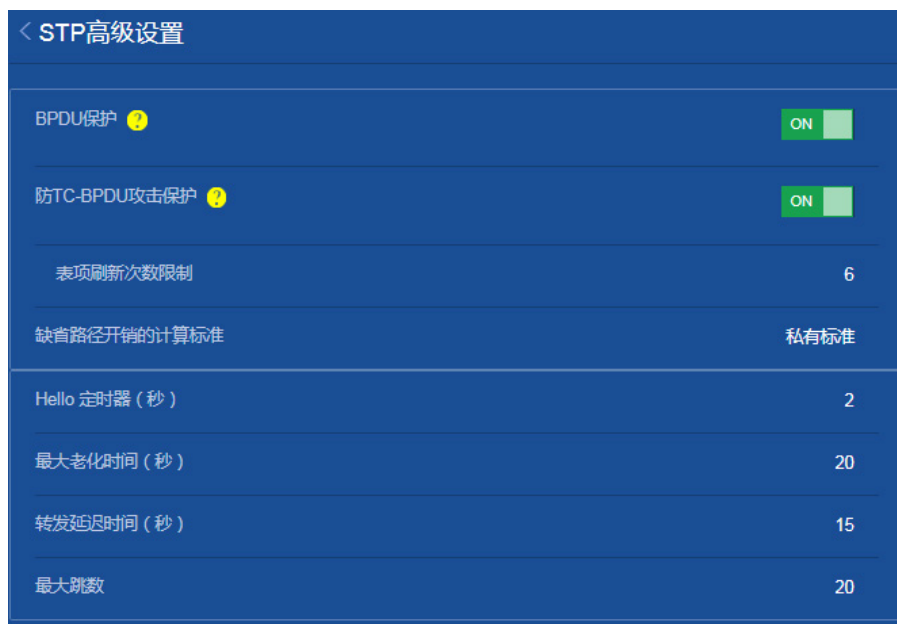 STP高级设置
BPDU保护 ?
ON
防TC-BPDU攻击保护 ?
ON
表项刷新次数限制 6
缺省路径开销的计算标准 私有标准
Hello 定时器 ( 秒 ) 2
最大老化时间 ( 秒 ) 20
转发延迟时间 ( 秒 ) 15
最大跳数 20